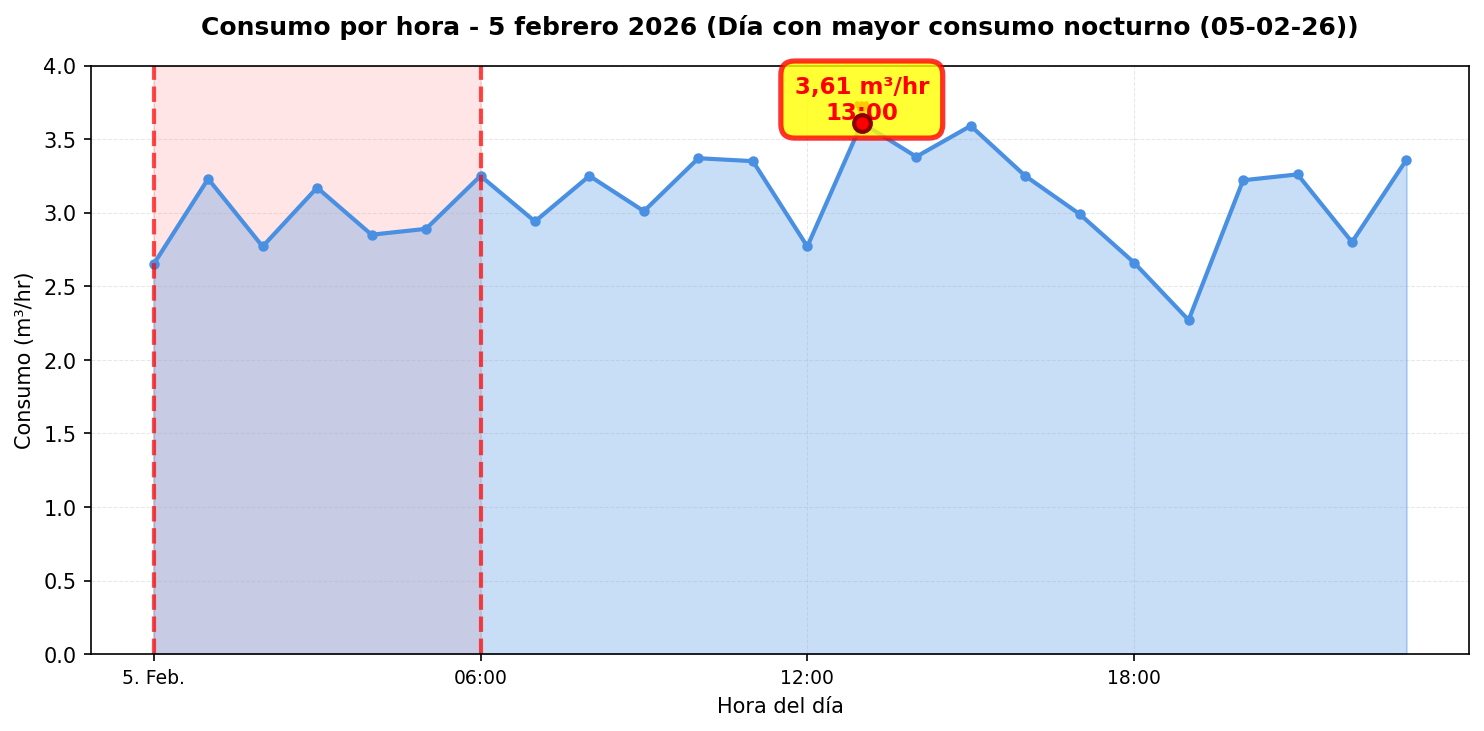 Consumo por hora - 5 febrero 2026 (Día con mayor consumo nocturno (05-02-26))
3,61 m³/hr
13:00
4.0
3.5
3.0
2.5
2.0
1.5
1.0
0.5
0.0
Consumo (m³/hr)
5. Feb.
06:00
12:00
18:00
Hora del día